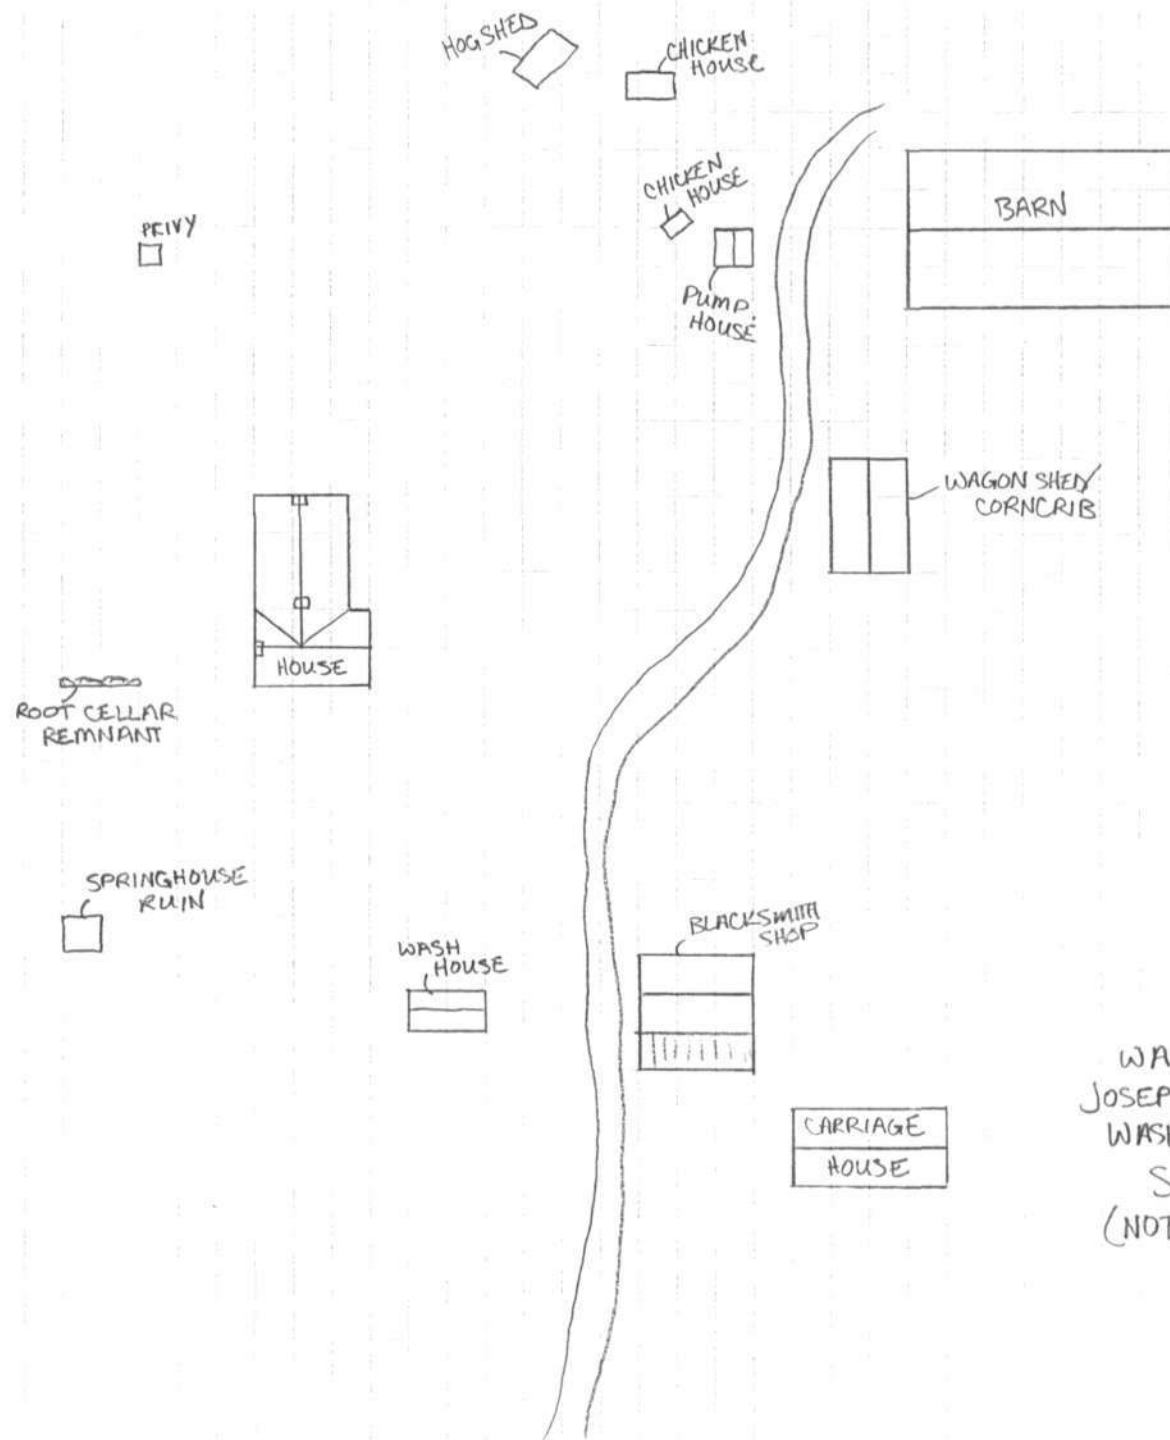 HOG SHED
CHICKEN
HOUSE
CHICKEN
HOUSE
PRIVY
BARN
PUMP
HOUSE
WAGON SHED/
CORNCRIB
HOUSE
ROOT CELLAR
REMNANT
SPRINGHOUSE
RUIN
WASH
HOUSE
BLACKSMITH
SHOP
CARRIAGE
HOUSE
WA
JOSEP
WASH
S
(NOT